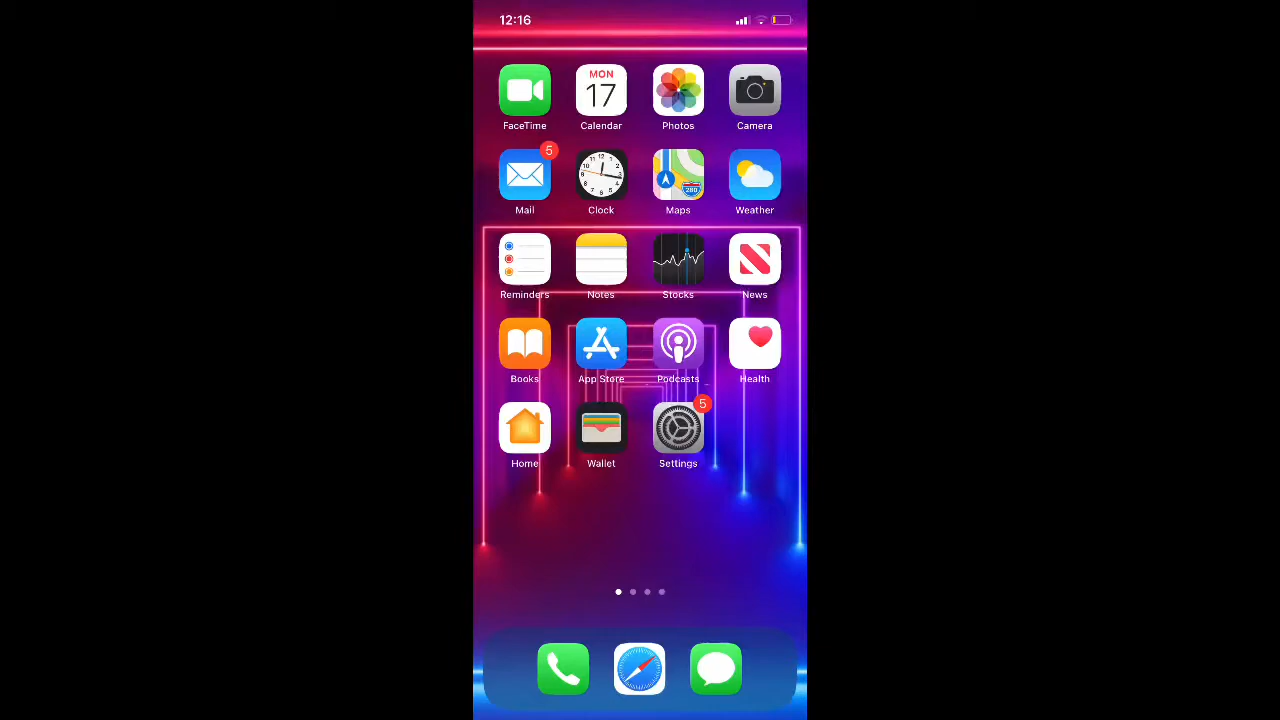 12:16
MON
17
FaceTime
Calendar
Photos
Camera
5
Mail
Clock
Maps
Weather
280
Reminders
Notes
Stocks
News
Books
App Store
Podcasts
Health
5
Home
Wallet
Settings